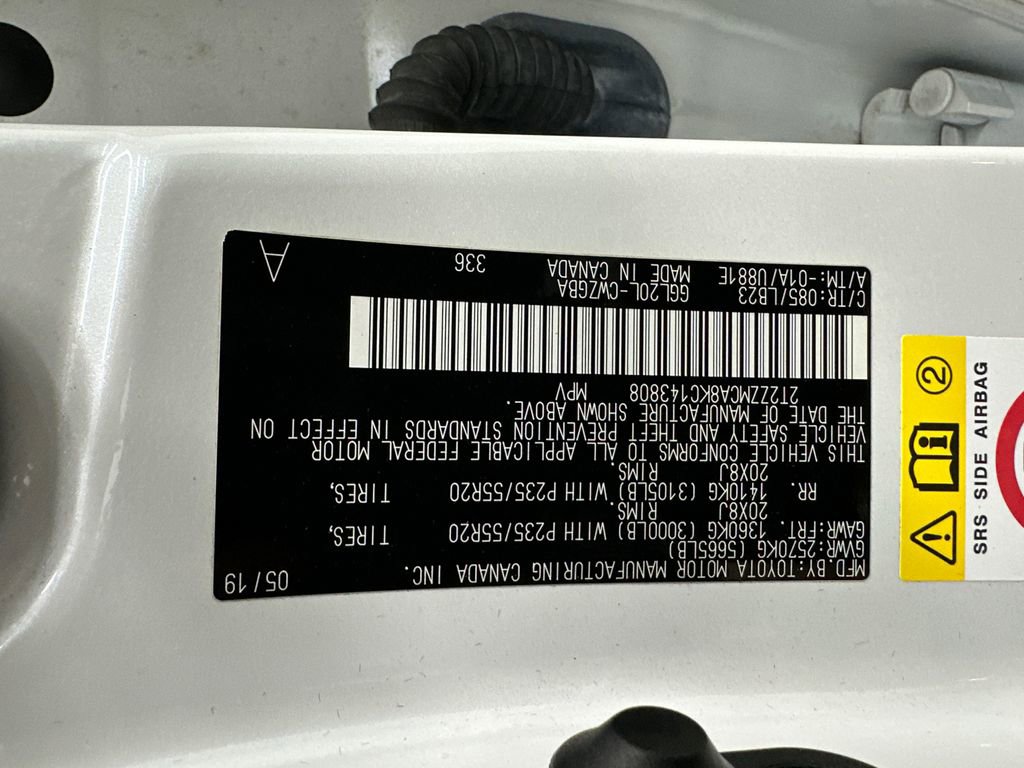 MFD.BY:TOYOTA MOTOR MANUFACTURING CANADA INC. 05/19
GVWR:2570KG (5665LB)
GAWR:FRT. 1360KG (3000LB) WITH P235/55R20 TIRES,
20X8J RIMS.
RR. 1410KG (3105LB) WITH P235/55R20 TIRES,
20X8J RIMS.
THIS VEHICLE CONFORMS TO ALL APPLICABLE FEDERAL MOTOR
VEHICLE SAFETY AND THEFT PREVENTION STANDARDS IN EFFECT ON
THE DATE OF MANUFACTURE SHOWN ABOVE.
2T2ZZMCA8KC143808 MPV
C/TR:085/LB23 GGL20L-CWZGBA
A/TM:-01A/U881E MADE IN CANADA 336 A
2
SRS · SIDE AIRBAG